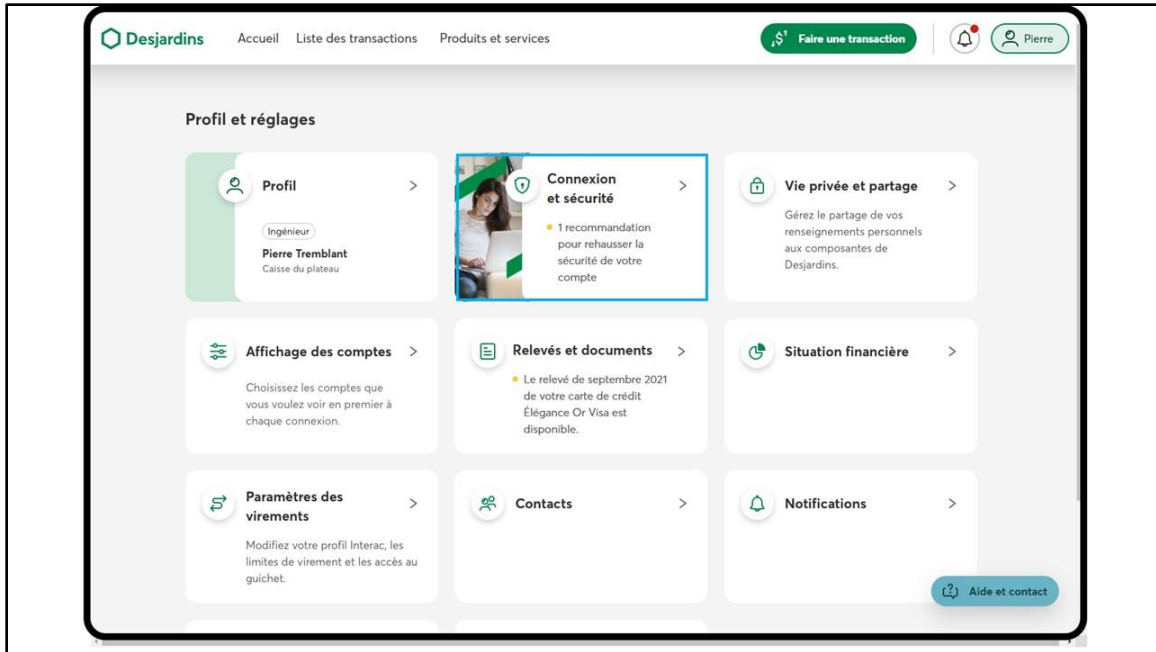 Desjardins
Accueil
Liste des transactions
Produits et services
Faire une transaction
Pierre
Profil et réglages
Profil
Ingénieur
Pierre Tremblant
Caisse du plateau
Connexion
et sécurité
1 recommandation
pour rehausser la
sécurité de votre
compte
Vie privée et partage
Gérez le partage de vos
renseignements personnels
aux composantes de
Desjardins.
Affichage des comptes
Choisissez les comptes que
vous voulez voir en premier à
chaque connexion.
Relevés et documents
Le relevé de septembre 2021
de votre carte de crédit
Élégance Or Visa est
disponible.
Situation financière
Paramètres des
virements
Modifiez votre profil Interac, les
limites de virement et les accès au
guichet.
Contacts
Notifications
Aide et contact